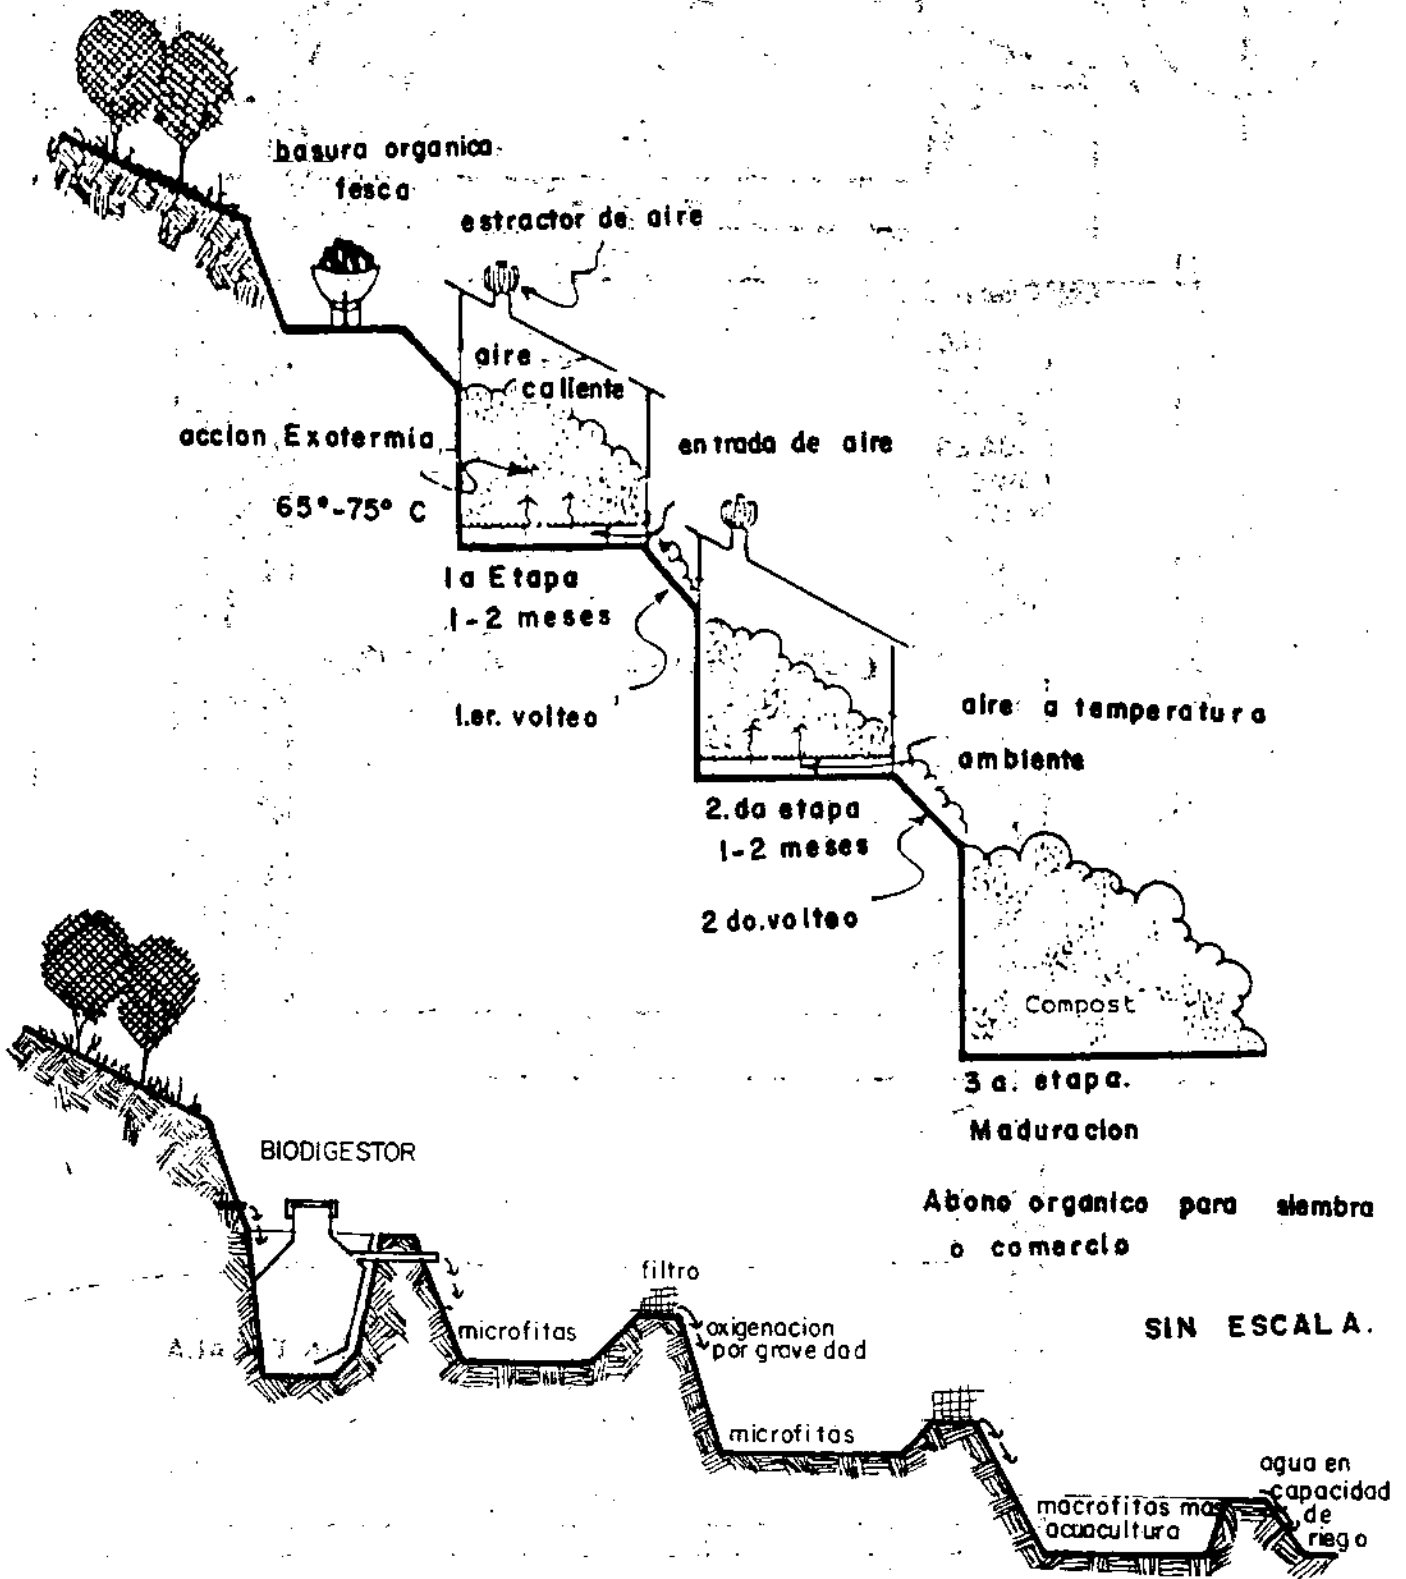 basura organica
fesca
estractor de aire
aire
caliente
accion Exotermia
entrada de aire
65°-75° C
1a Etapa
1-2 meses
1.er. volteo
aire a temperatura
ambiente
2.da etapa
1-2 meses
2 do. volteo
Compost
3 a. etapa.
Maduracion
BIODIGESTOR
Abono organico para siembra
o comercio
filtro
microfitas
oxigenacion
por gravedad
SIN ESCALA.
microfitas
agua en
capacidad
de
riego
macrofitas mas
acuacultura